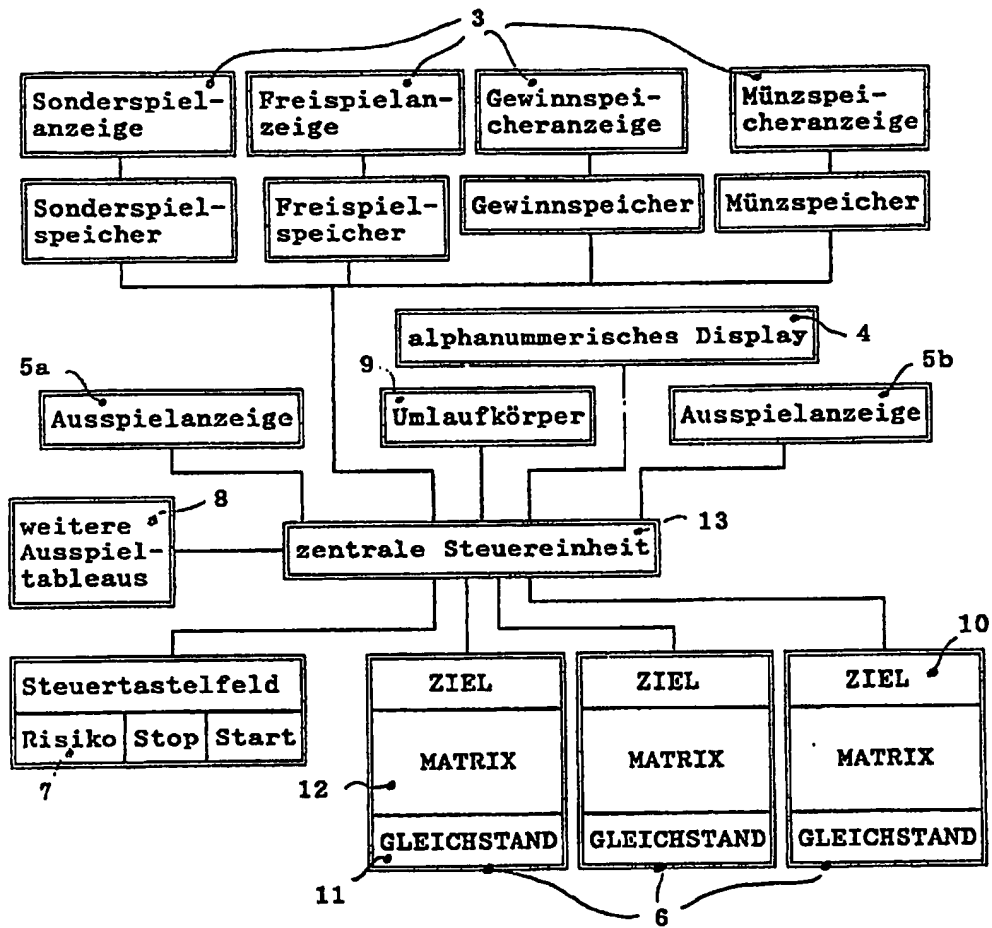 3
Sonderspiel-
anzeige
Freispielan-
zeige
Gewinnspei-
cheranzeige
Münzspei-
cheranzeige
Sonderspiel-
speicher
Freispiel-
speicher
Gewinnspeicher
Münzspeicher
alphanummerisches Display
4
5a
9
5b
Ausspielanzeige
Umlaufkörper
Ausspielanzeige
8
13
weitere
Ausspiel-
tableaus
zentrale Steuereinheit
10
Steuertastelfeld
Risiko Stop Start
7
ZIEL
MATRIX
GLEICHSTAND
ZIEL
MATRIX
GLEICHSTAND
ZIEL
MATRIX
GLEICHSTAND
12
11
6